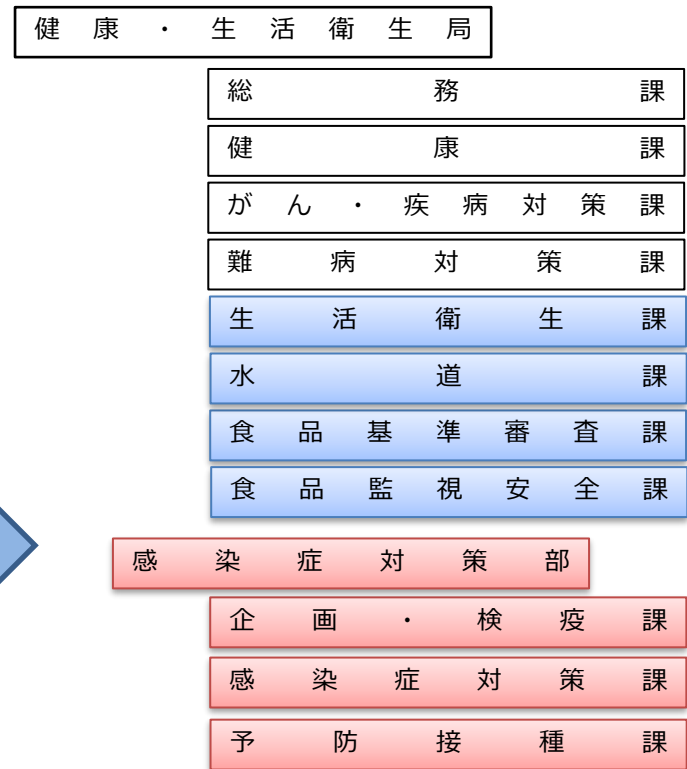 健康・生活衛生局
総務課
健康課
がん・疾病対策課
難病対策課
生活衛生課
水道課
食品基準審査課
食品監視安全課
感染症対策部
企画・検疫課
感染症対策課
予防接種課